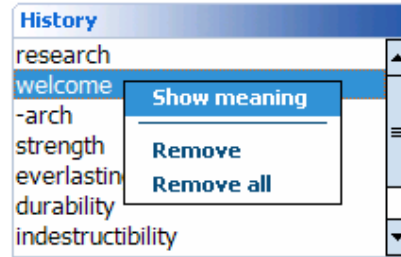 History
research
welcome
Show meaning
-arch
strength
Remove
everlastin
Remove all
durability
indestructibility